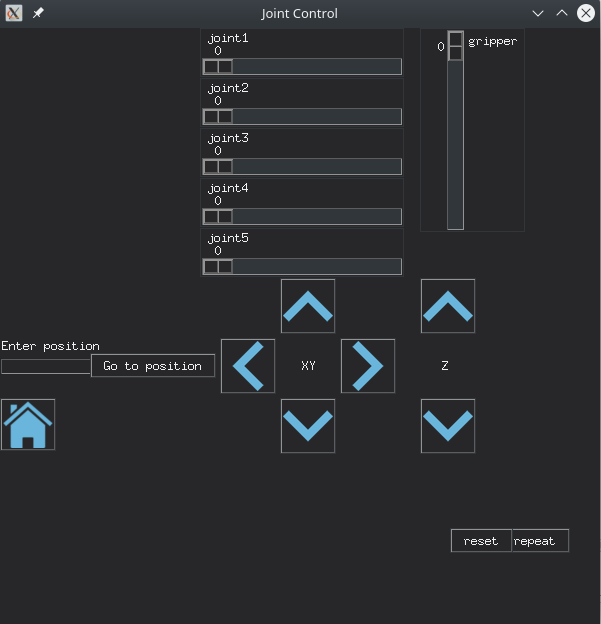 Joint Control
joint1
0
joint2
0
joint3
0
joint4
0
joint5
0
0 gripper
Enter position
Go to position
XY
Z
reset
repeat